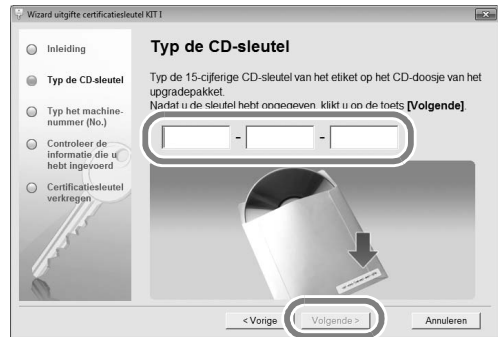 Wizard uitgifte certificatiesleutel KIT I
Inleiding
Typ de CD-sleutel
Typ het machine-
nummer (No.)
Controleer de
informatie die u
hebt ingevoerd
Certificatiesleutel
verkregen
Typ de CD-sleutel
Typ de 15-cijferige CD-sleutel van het etiket op het CD-doosje van het
upgradepakket.
Nadat u de sleutel hebt opgegeven, klikt u op de toets [Volgende].
- -
< Vorige
Volgende >
Annuleren